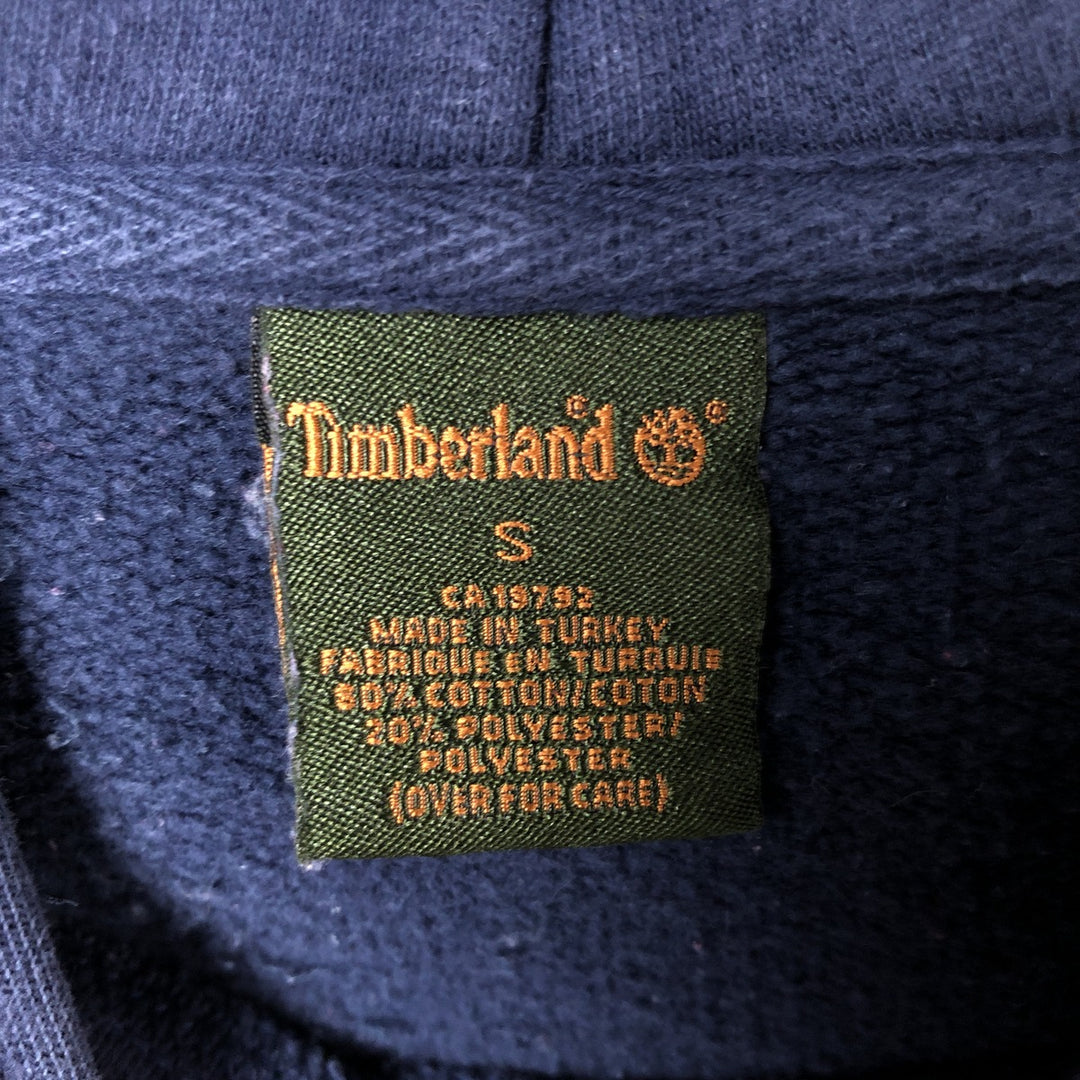 Timberland®
S
CA 19792
MADE IN TURKEY
FABRIQUE EN TURQUIE
80% COTTON/COTON
20% POLYESTER/
POLYESTER
(OVER FOR CARE)